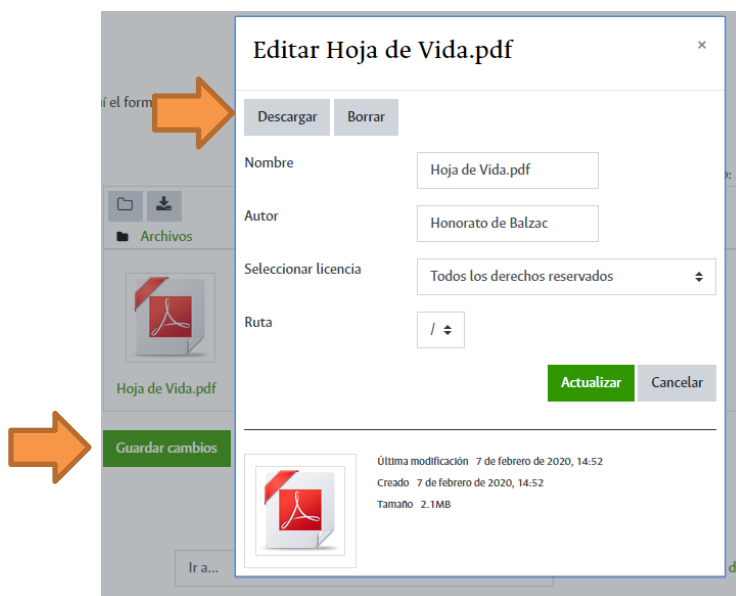 Editar Hoja de Vida.pdf
×
í el form
Descargar Borrar
Nombre Hoja de Vida.pdf
Autor Honorato de Balzac
Archivos
Seleccionar licencia Todos los derechos reservados
Ruta /
Hoja de Vida.pdf
Actualizar Cancelar
Guardar cambios
Última modificación 7 de febrero de 2020, 14:52
Creado 7 de febrero de 2020, 14:52
Tamaño 2.1MB
Ir a...
d